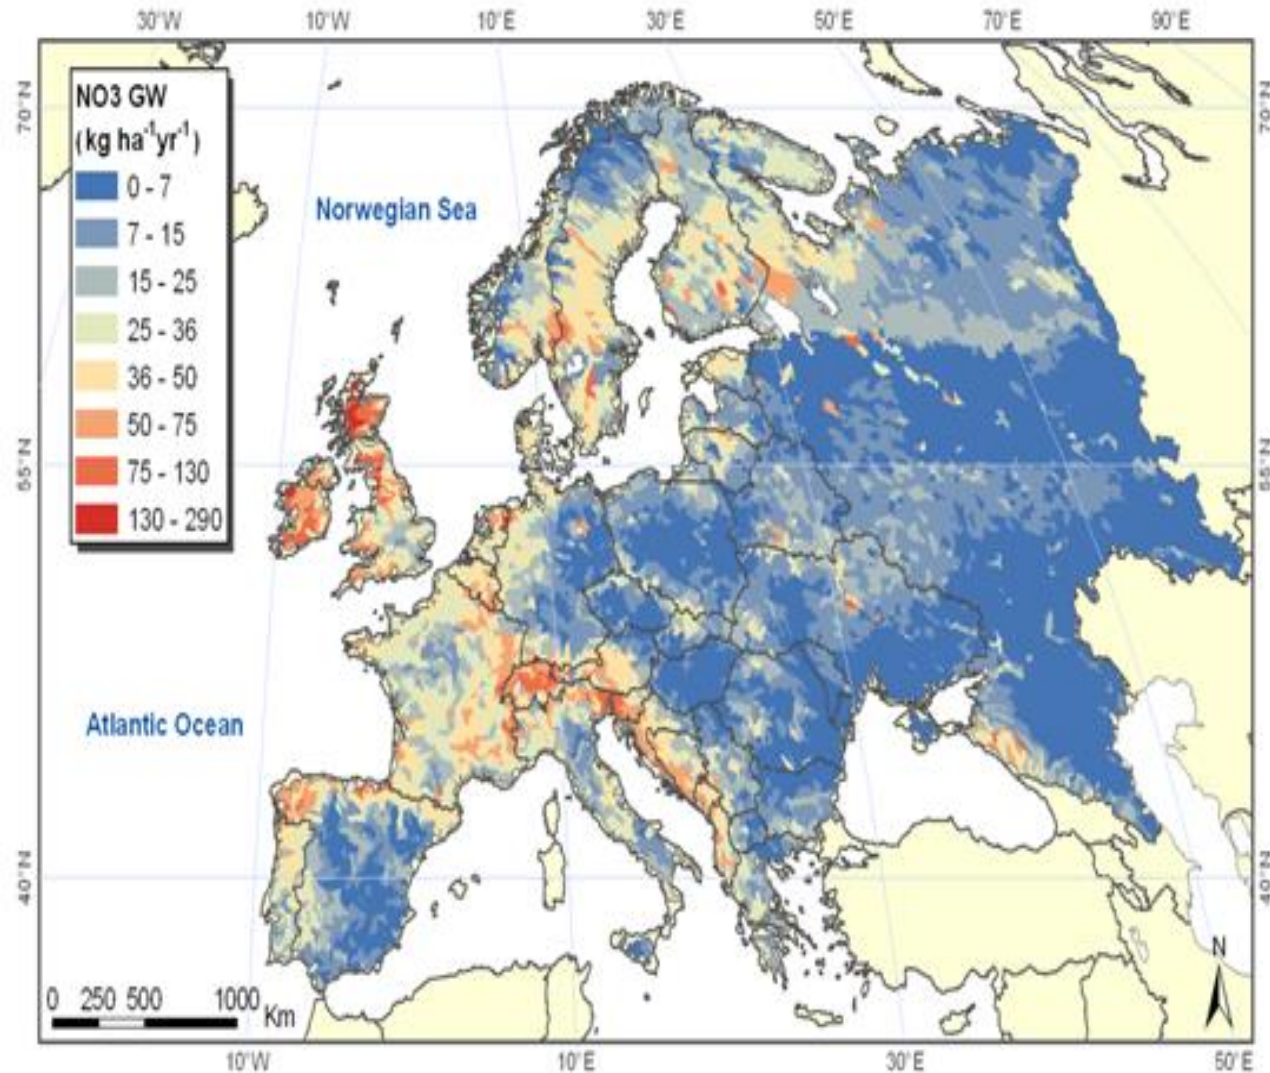 30°W 10°W 10°E 30°E 50°E 70°E 90°E
70°N
70°N
NO3 GW
(kg ha⁻¹yr⁻¹)
0 - 7
7 - 15
15 - 25
25 - 36
36 - 50
50 - 75
75 - 130
130 - 290
Norwegian Sea
55°N
55°N
Atlantic Ocean
40°N
40°N
N
0 250 500 1000 Km
10°W 10°E 30°E 50°E